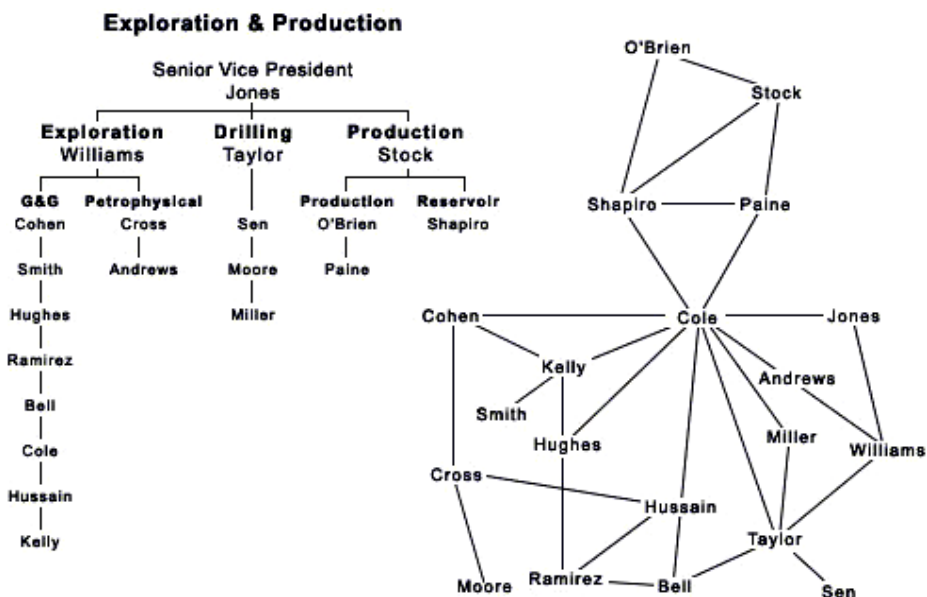 Exploration & Production
Senior Vice President
Jones
Exploration Drilling Production
Williams Taylor Stock
G&G Petrophysical Production Reservoir
Cohen Cross Sen O'Brien Shapiro
Smith Andrews Moore Paine
Hughes Miller
Ramirez
Bell
Cole
Hussain
Kelly
O'Brien
Stock
Shapiro Paine
Cohen Cole Jones
Kelly
Andrews
Smith
Hughes Miller Williams
Cross
Hussain
Taylor
Moore Ramirez Bell Sen